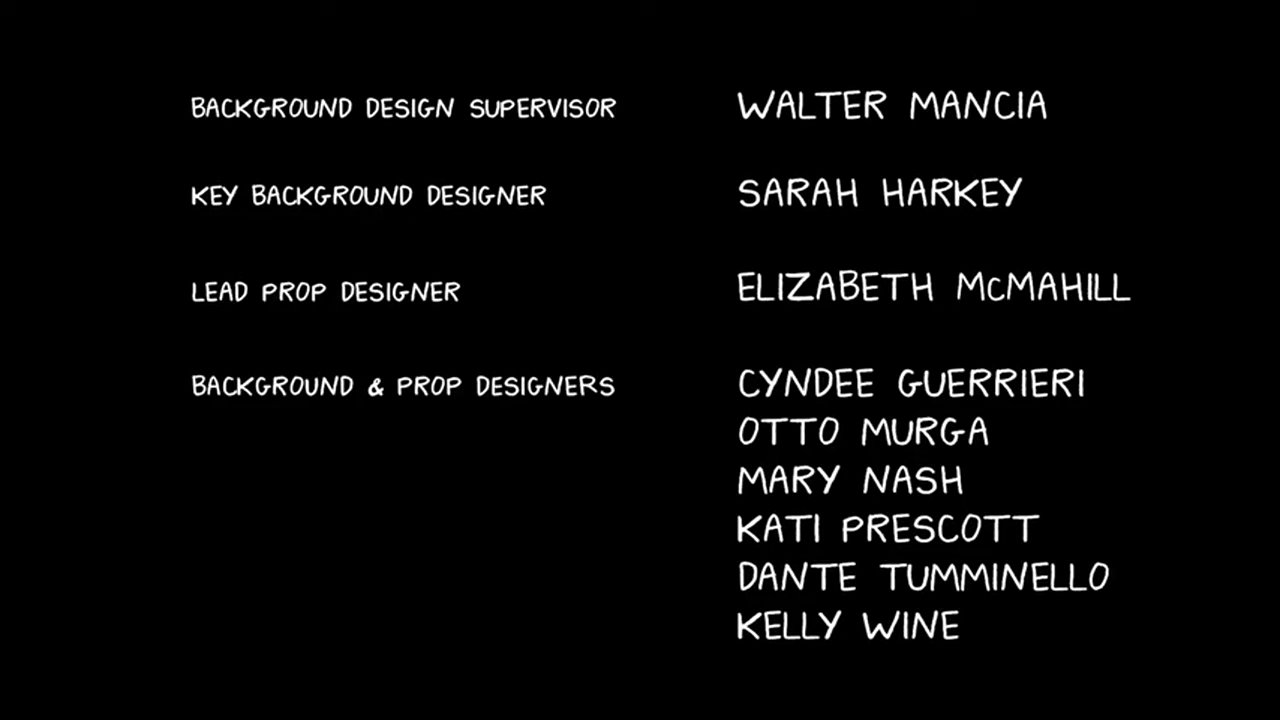 BACKGROUND DESIGN SUPERVISOR WALTER MANCIA
KEY BACKGROUND DESIGNER SARAH HARKEY
LEAD PROP DESIGNER ELIZABETH McMAHILL
BACKGROUND & PROP DESIGNERS CYNDEE GUERRIERI
OTTO MURGA
MARY NASH
KATI PRESCOTT
DANTE TUMMINELLO
KELLY WINE